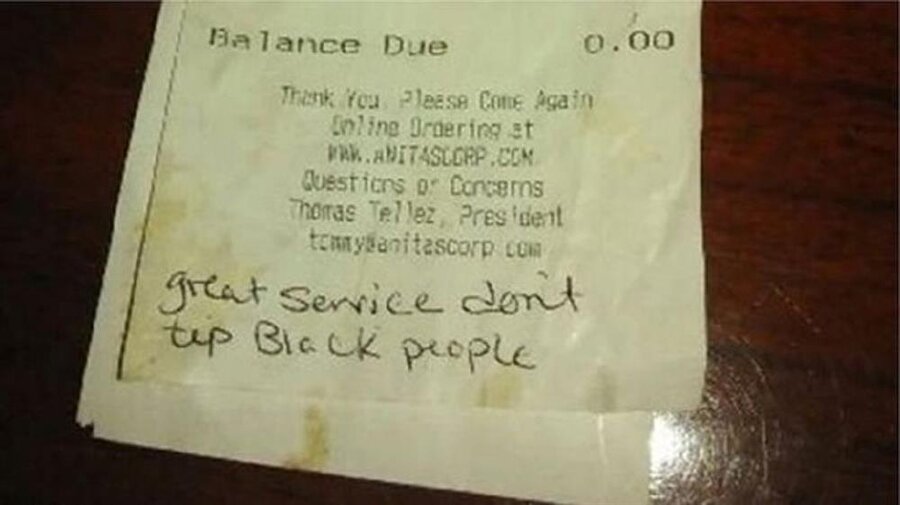 Balance Due 0.00
Thank You, Please Come Again
Online Ordering at
WWW.ANITASCORP.COM
Questions or Concerns
Thomas Tellez, President
tommy@anitascorp.com
great service don't
tip Black people